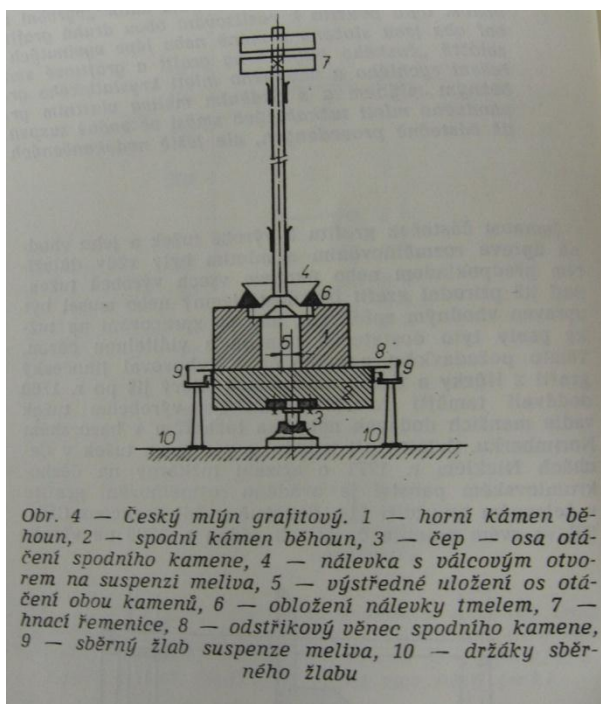 7
4
6
5
1
8
9
9
2
3
10
10
Obr. 4 — Český mlýn grafitový. 1 — horní kámen bě-
houn, 2 — spodní kámen běhoun, 3 — čep — osa otá-
čení spodního kamene, 4 — nálevka s válcovým otvo-
rem na suspenzi meliva, 5 — výstředné uložení os otá-
čení obou kamenů, 6 — obložení nálevky tmelem, 7 —
hnací řemenice, 8 — odstřikový věnec spodního kamene,
9 — sběrný žlab suspenze meliva, 10 — držáky sběr-
ného žlabu